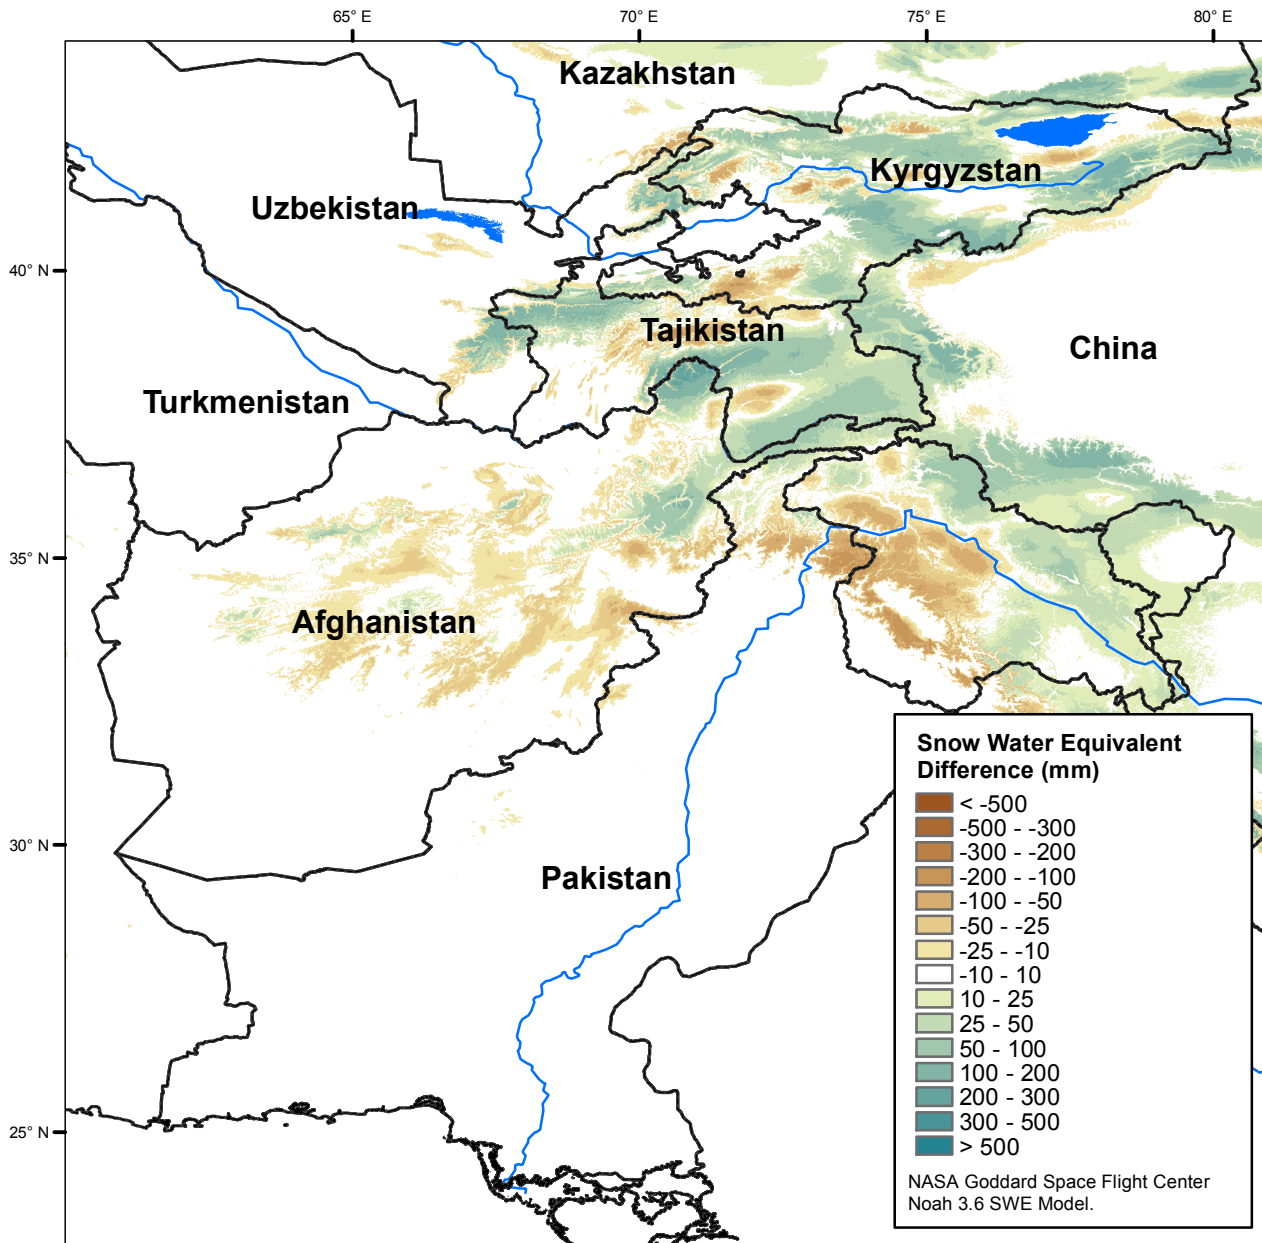 65° E
70° E
75° E
80° E
Kazakhstan
Kyrgyzstan
Uzbekistan
40° N
Tajikistan
China
Turkmenistan
35° N
Afghanistan
Snow Water Equivalent
Difference (mm)
< -500
-500 - -300
-300 - -200
-200 - -100
-100 - -50
-50 - -25
-25 - -10
-10 - 10
10 - 25
25 - 50
50 - 100
100 - 200
200 - 300
300 - 500
> 500
NASA Goddard Space Flight Center
Noah 3.6 SWE Model.
30° N
Pakistan
25° N